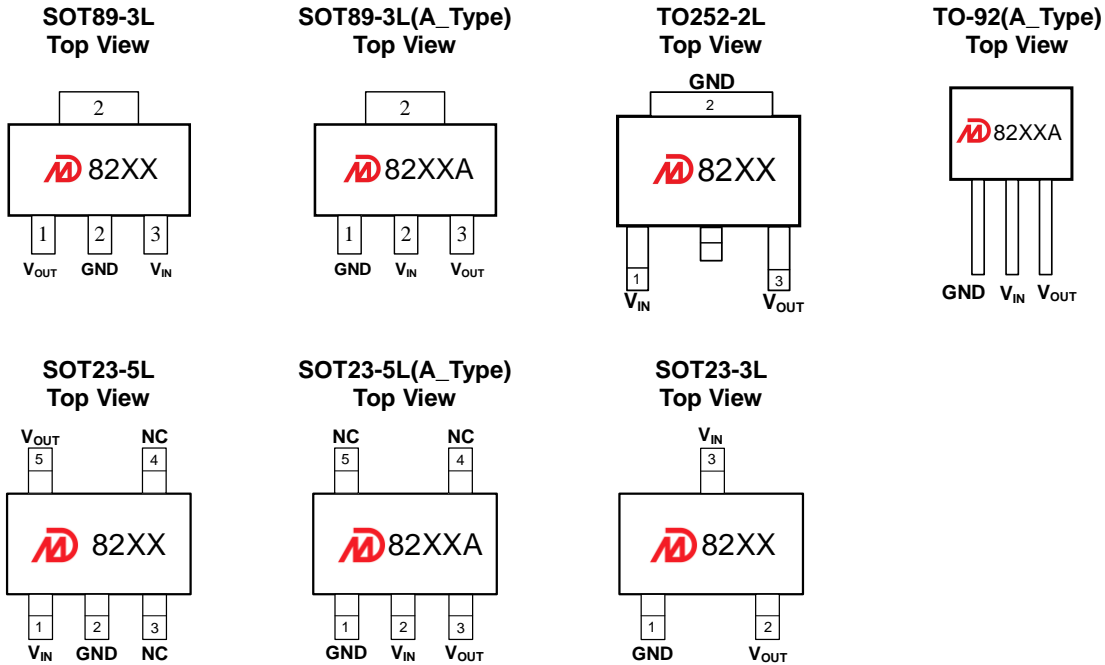 SOT89-3L
Top View
2
82XX
1 2 3
VOUT GND VIN
SOT89-3L(A_Type)
Top View
2
82XXA
1 2 3
GND VIN VOUT
TO252-2L
Top View
GND
2
82XX
1 3
VIN VOUT
TO-92(A_Type)
Top View
82XXA
GND VIN VOUT
SOT23-5L
Top View
VOUT NC
5 4
82XX
1 2 3
VIN GND NC
SOT23-5L(A_Type)
Top View
NC NC
5 4
82XXA
1 2 3
GND VIN VOUT
SOT23-3L
Top View
VIN
3
82XX
1 2
GND VOUT